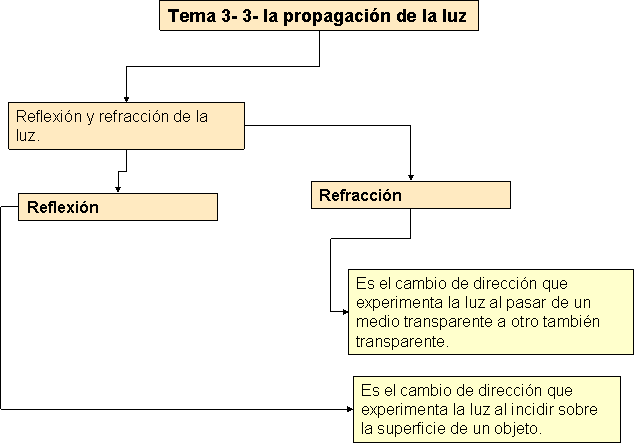 Tema 3- 3- la propagación de la luz
Reflexión y refracción de la
luz.
Reflexión
Refracción
Es el cambio de dirección que
experimenta la luz al pasar de un
medio transparente a otro también
transparente.
Es el cambio de dirección que
experimenta la luz al incidir sobre
la superficie de un objeto.